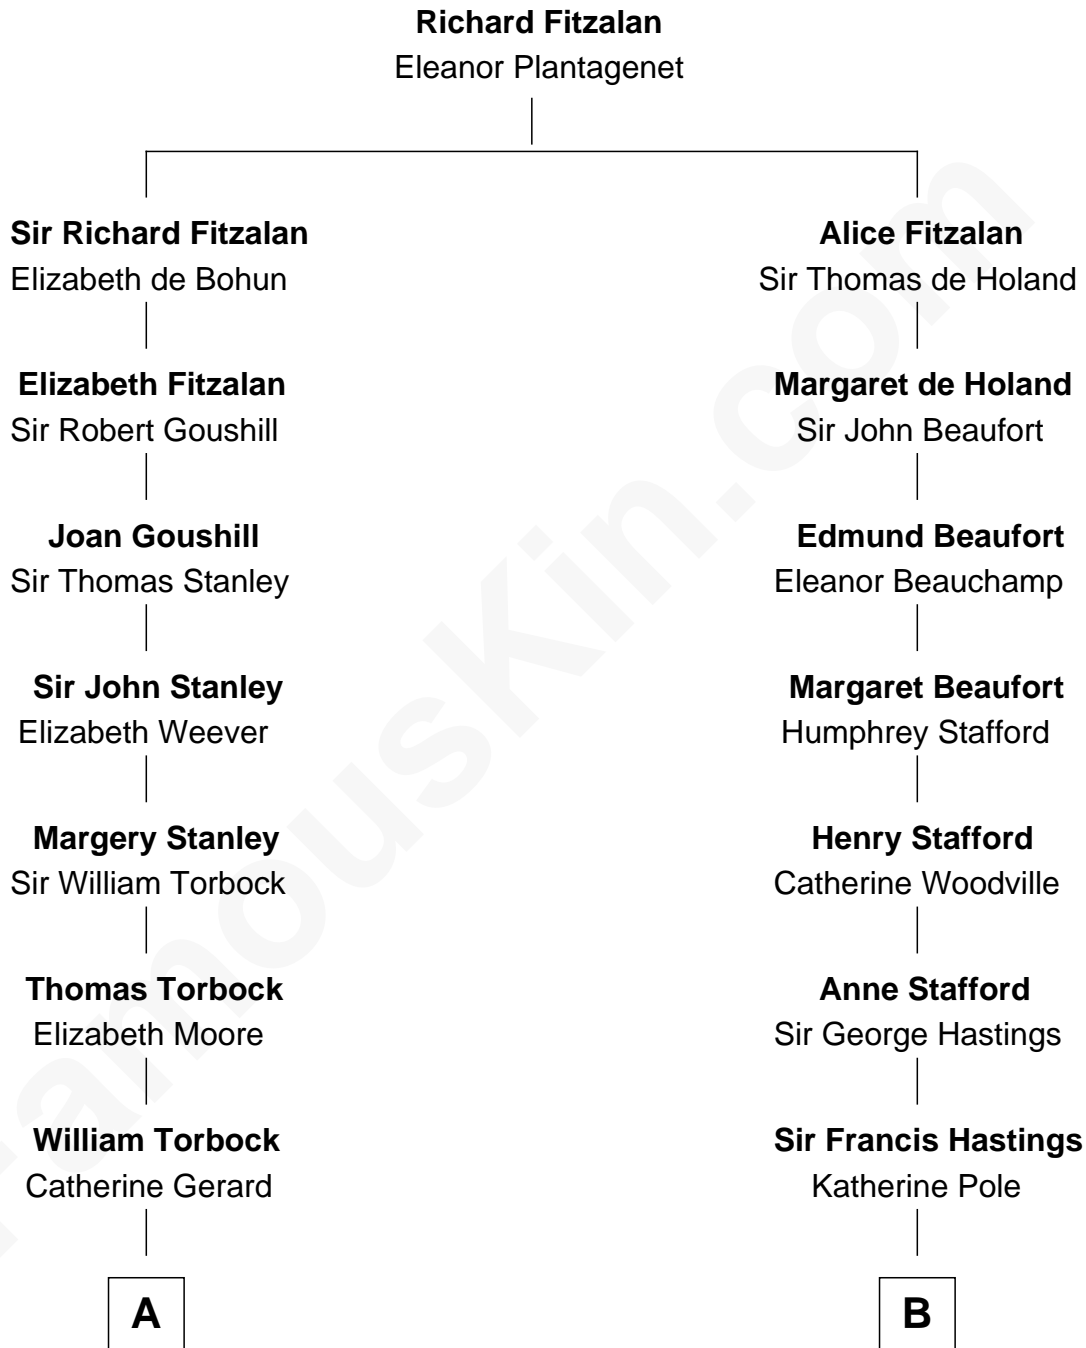 Richard Fitzalan
Eleanor Plantagenet
Sir Richard Fitzalan
Elizabeth de Bohun
Alice Fitzalan
Sir Thomas de Holand
Elizabeth Fitzalan
Sir Robert Goushill
Margaret de Holand
Sir John Beaufort
Joan Goushill
Sir Thomas Stanley
Edmund Beaufort
Eleanor Beauchamp
Sir John Stanley
Elizabeth Weever
Margaret Beaufort
Humphrey Stafford
Margery Stanley
Sir William Torbock
Henry Stafford
Catherine Woodville
Thomas Torbock
Elizabeth Moore
Anne Stafford
Sir George Hastings
William Torbock
Catherine Gerard
Sir Francis Hastings
Katherine Pole
A
B
FamousKin.com